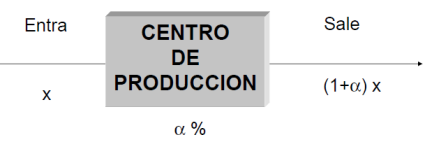 Entra
Sale
CENTRO
DE
PRODUCCION
x
(1+α) x
α %